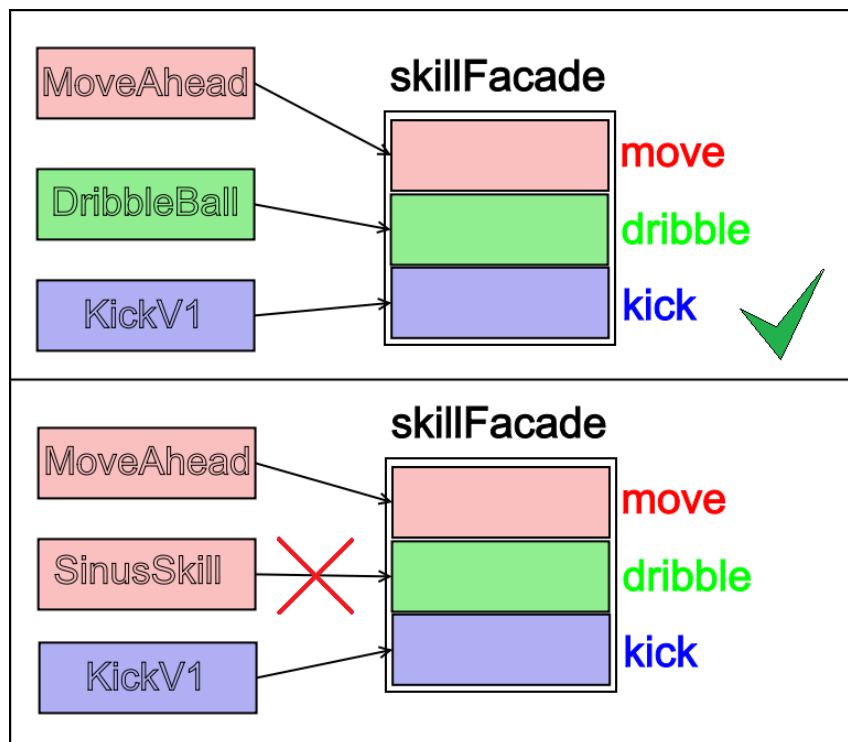 skillFacade
MoveAhead
move
DribbleBall
dribble
KickV1
kick
skillFacade
MoveAhead
move
SinusSkill
dribble
KickV1
kick